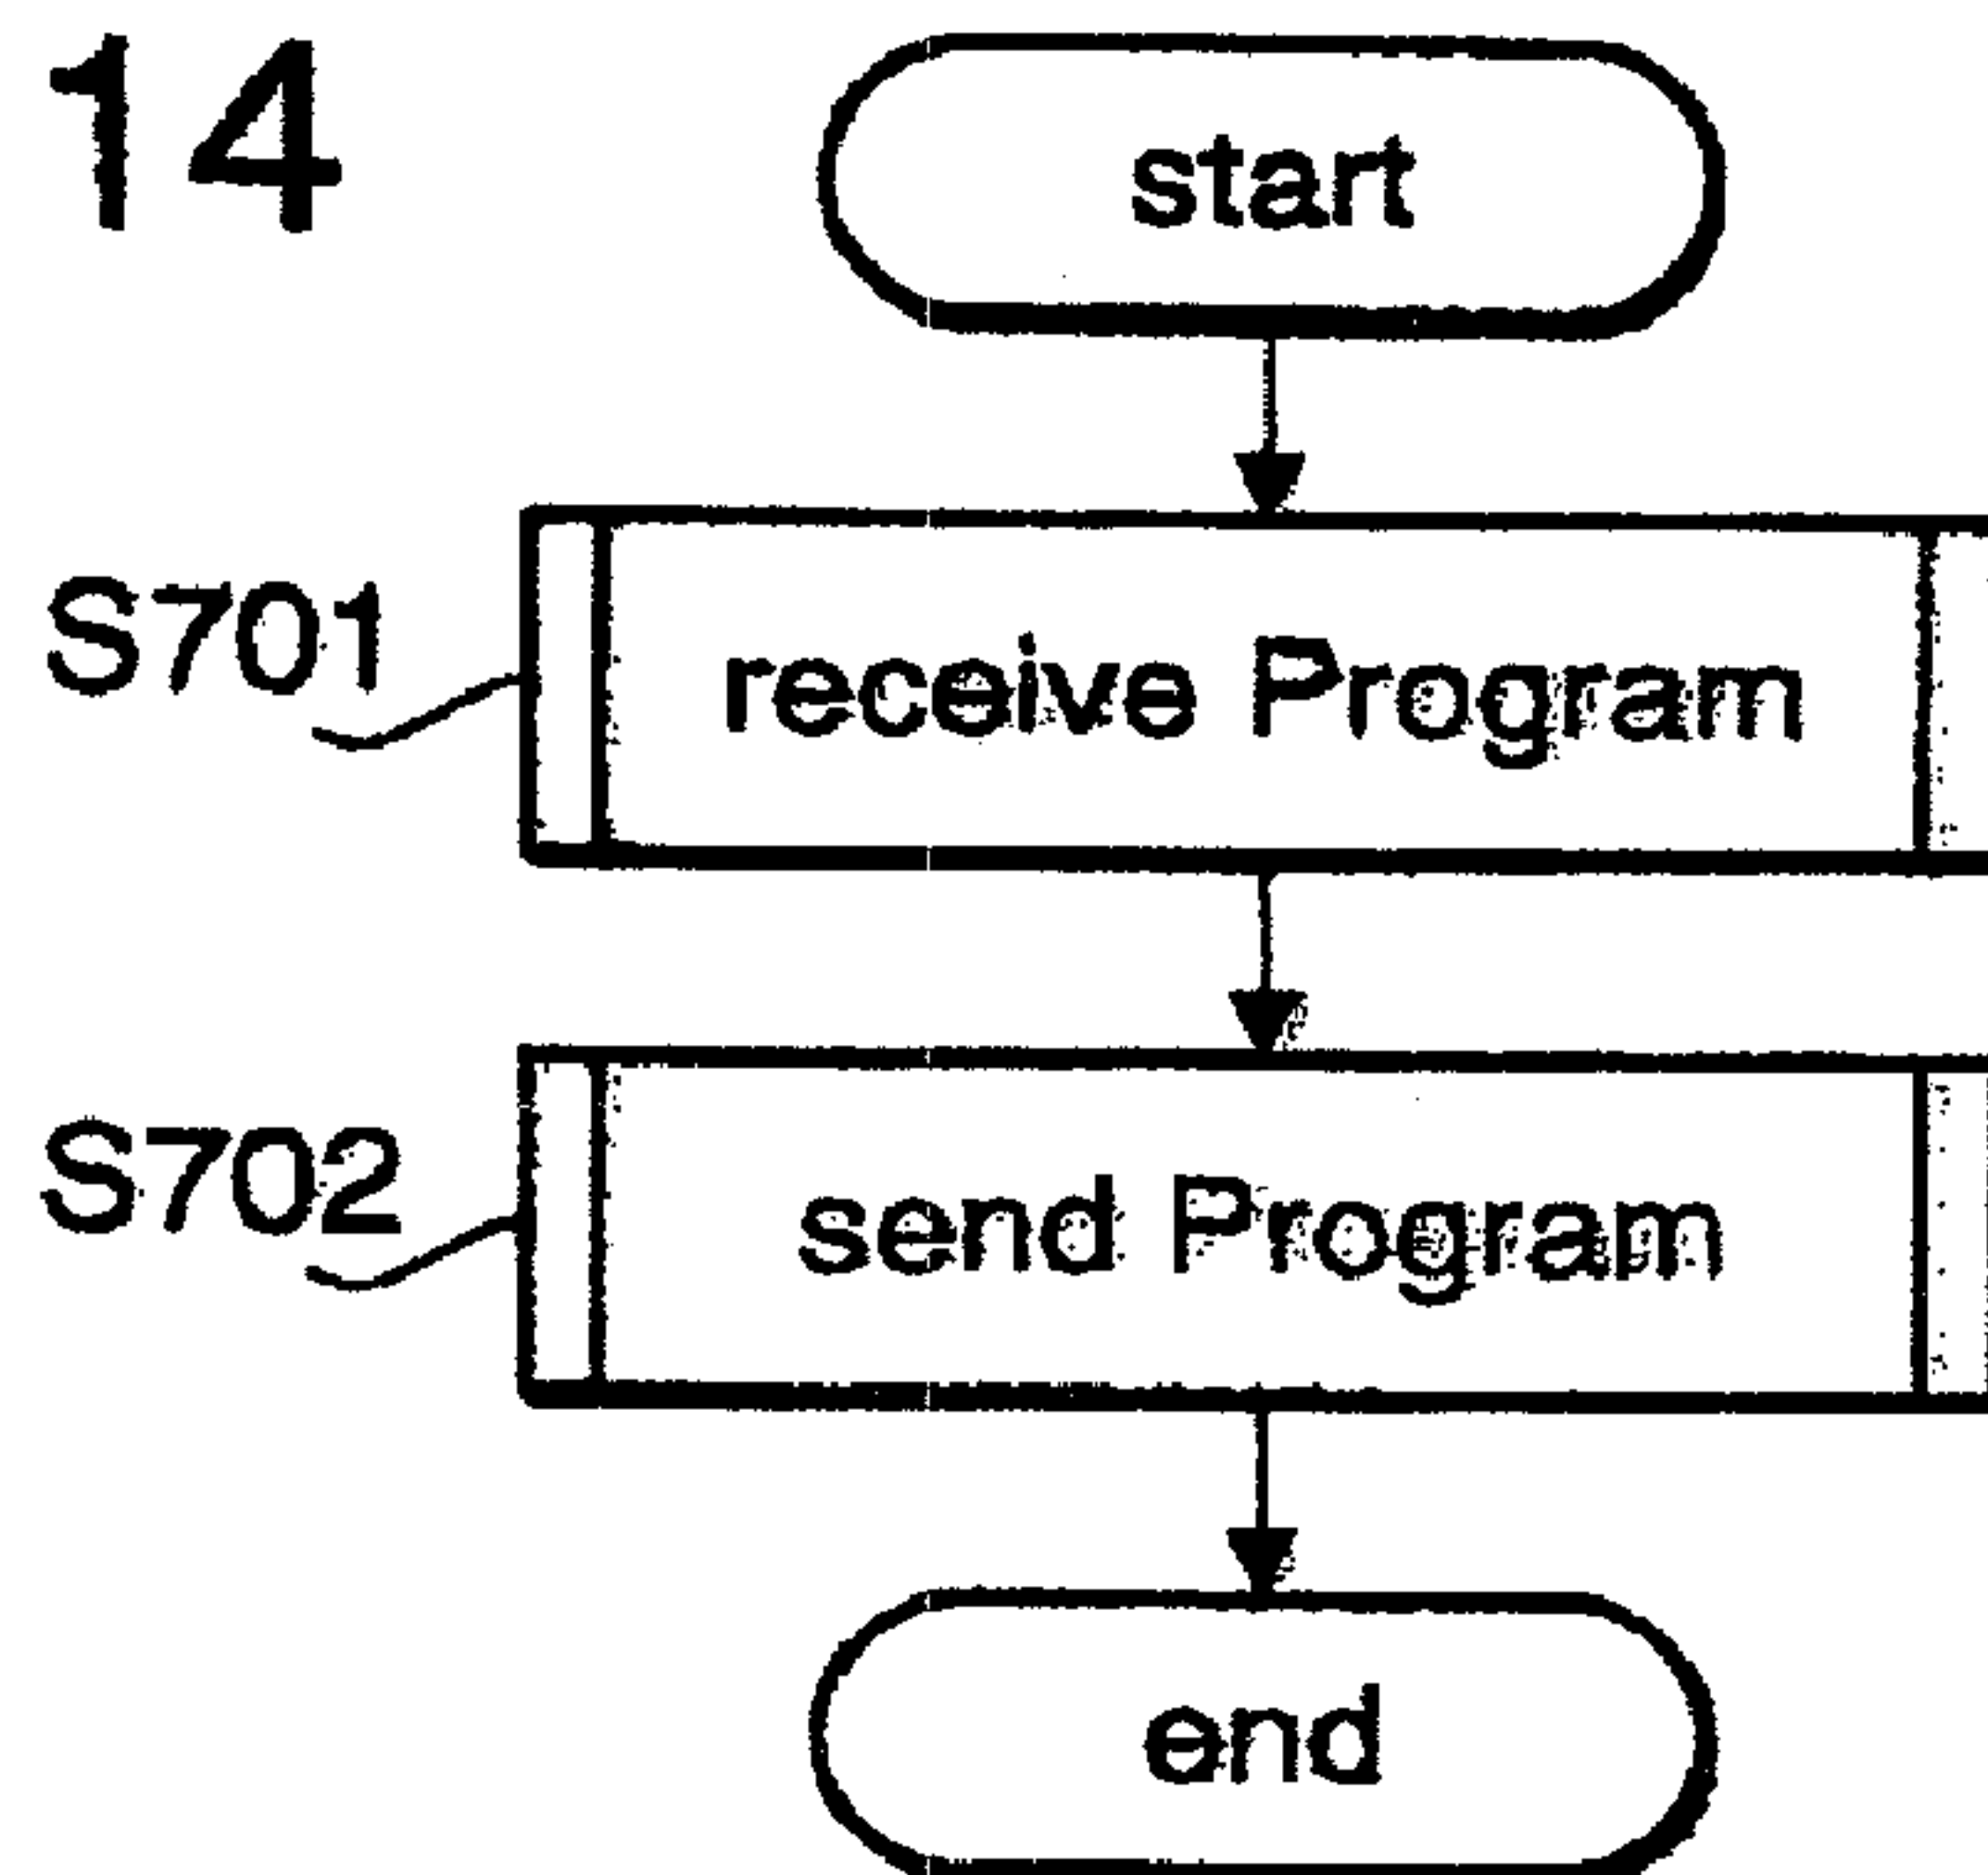 14
start
S701
receive Program
S702
send Program
end